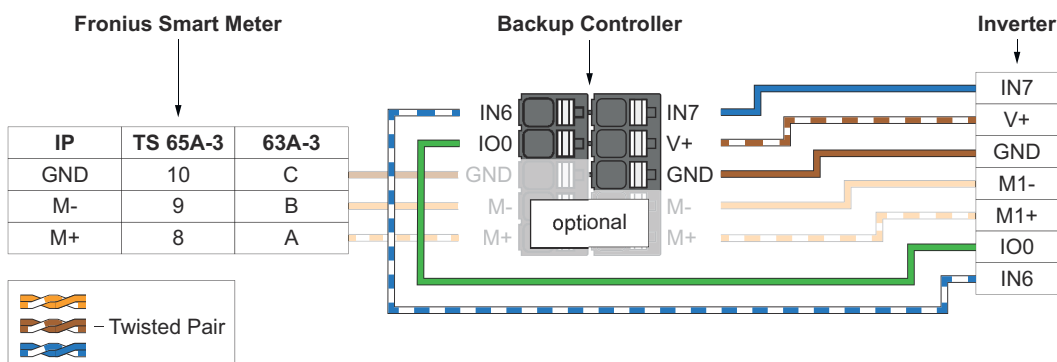 Fronius Smart Meter
Backup Controller
Inverter
IP TS 65A-3 63A-3
GND 10 C
M- 9 B
M+ 8 A
IN6
IO0
GND
M-
M+
IN7
V+
GND
M-
M+
optional
IN7
V+
GND
M1-
M1+
IO0
IN6
– Twisted Pair